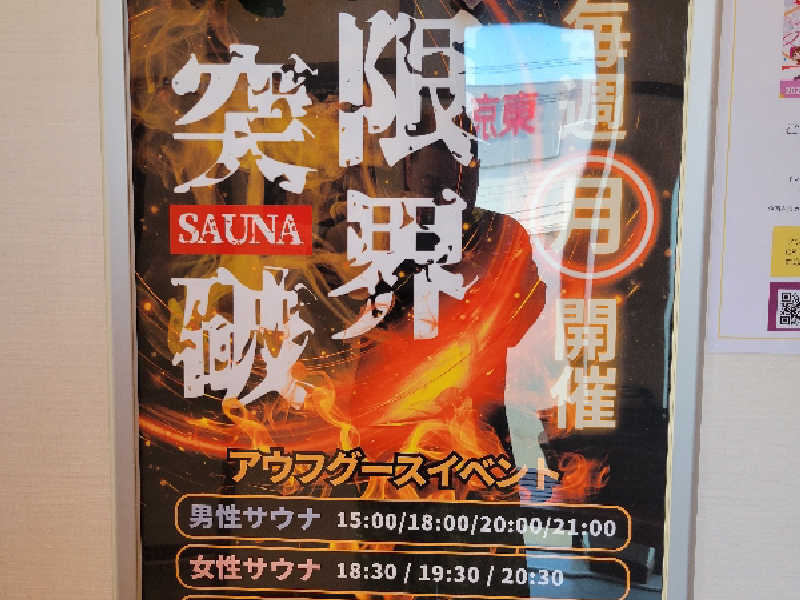 毎週月開催
限界
突破
SAUNA
アウフグースイベント
男性サウナ 15:00/18:00/20:00/21:00
女性サウナ 18:30 / 19:30 / 20:30